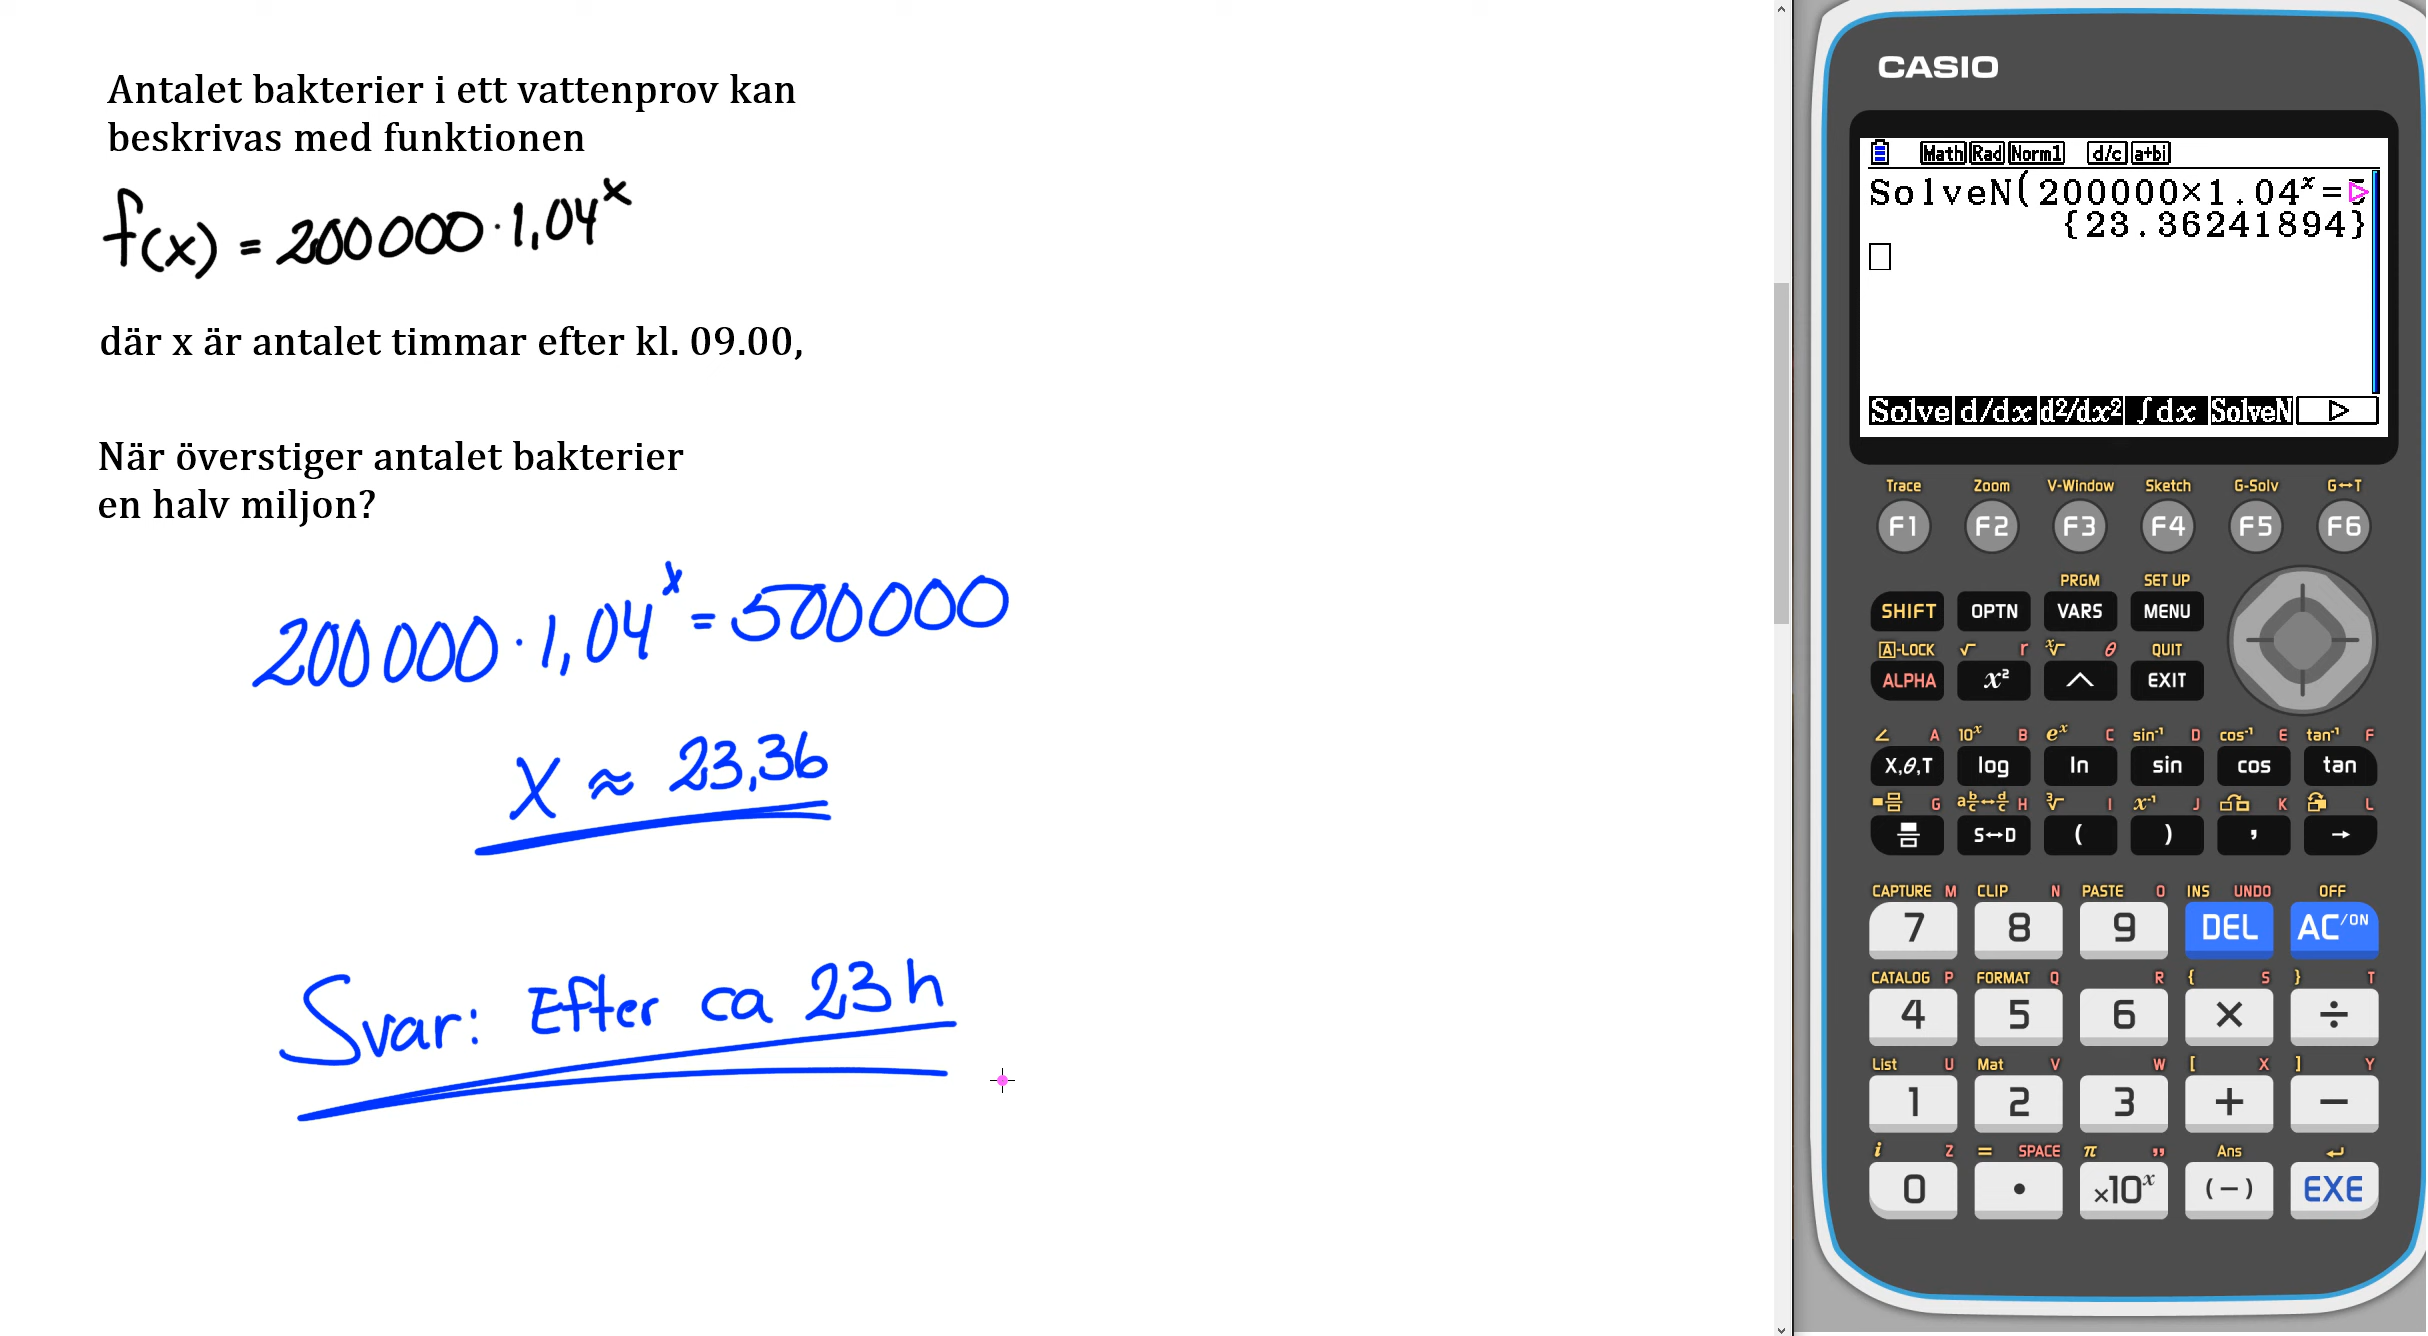 Antalet bakterier i ett vattenprov kan
beskrivas med funktionen
f(x) = 200000 · 1,04^x
där x är antalet timmar efter kl. 09.00,
När överstiger antalet bakterier
en halv miljon?
200000 · 1,04^x = 500000
x ≈ 23,36
Svar: Efter ca 23 h
CASIO
Math Rad Norm1 d/c a+bi
SolveN(200000×1.04^x=
{23.36241894}
Solve d/dx d²/dx² ∫dx SolveN ▷
Trace Zoom V-Window Sketch G-Solv G↔T
F1 F2 F3 F4 F5 F6
PRGM SET UP
SHIFT OPTN VARS MENU
A-LOCK √ r ˣ√ θ QUIT
ALPHA x² ^ EXIT
∠ A 10ˣ B eˣ C sin⁻¹ D cos⁻¹ E tan⁻¹ F
X,θ,T log ln sin cos tan
G a b/c↔d/c H ³√ I x⁻¹ J K L
S↔D ( ) , →
CAPTURE M CLIP N PASTE O INS UNDO OFF
7 8 9 DEL AC/ON
CATALOG P FORMAT Q R { S } T
4 5 6 × ÷
List U Mat V W [ X ] Y
1 2 3 + −
i Z = SPACE π " Ans ↵
0 • ×10ˣ (−) EXE